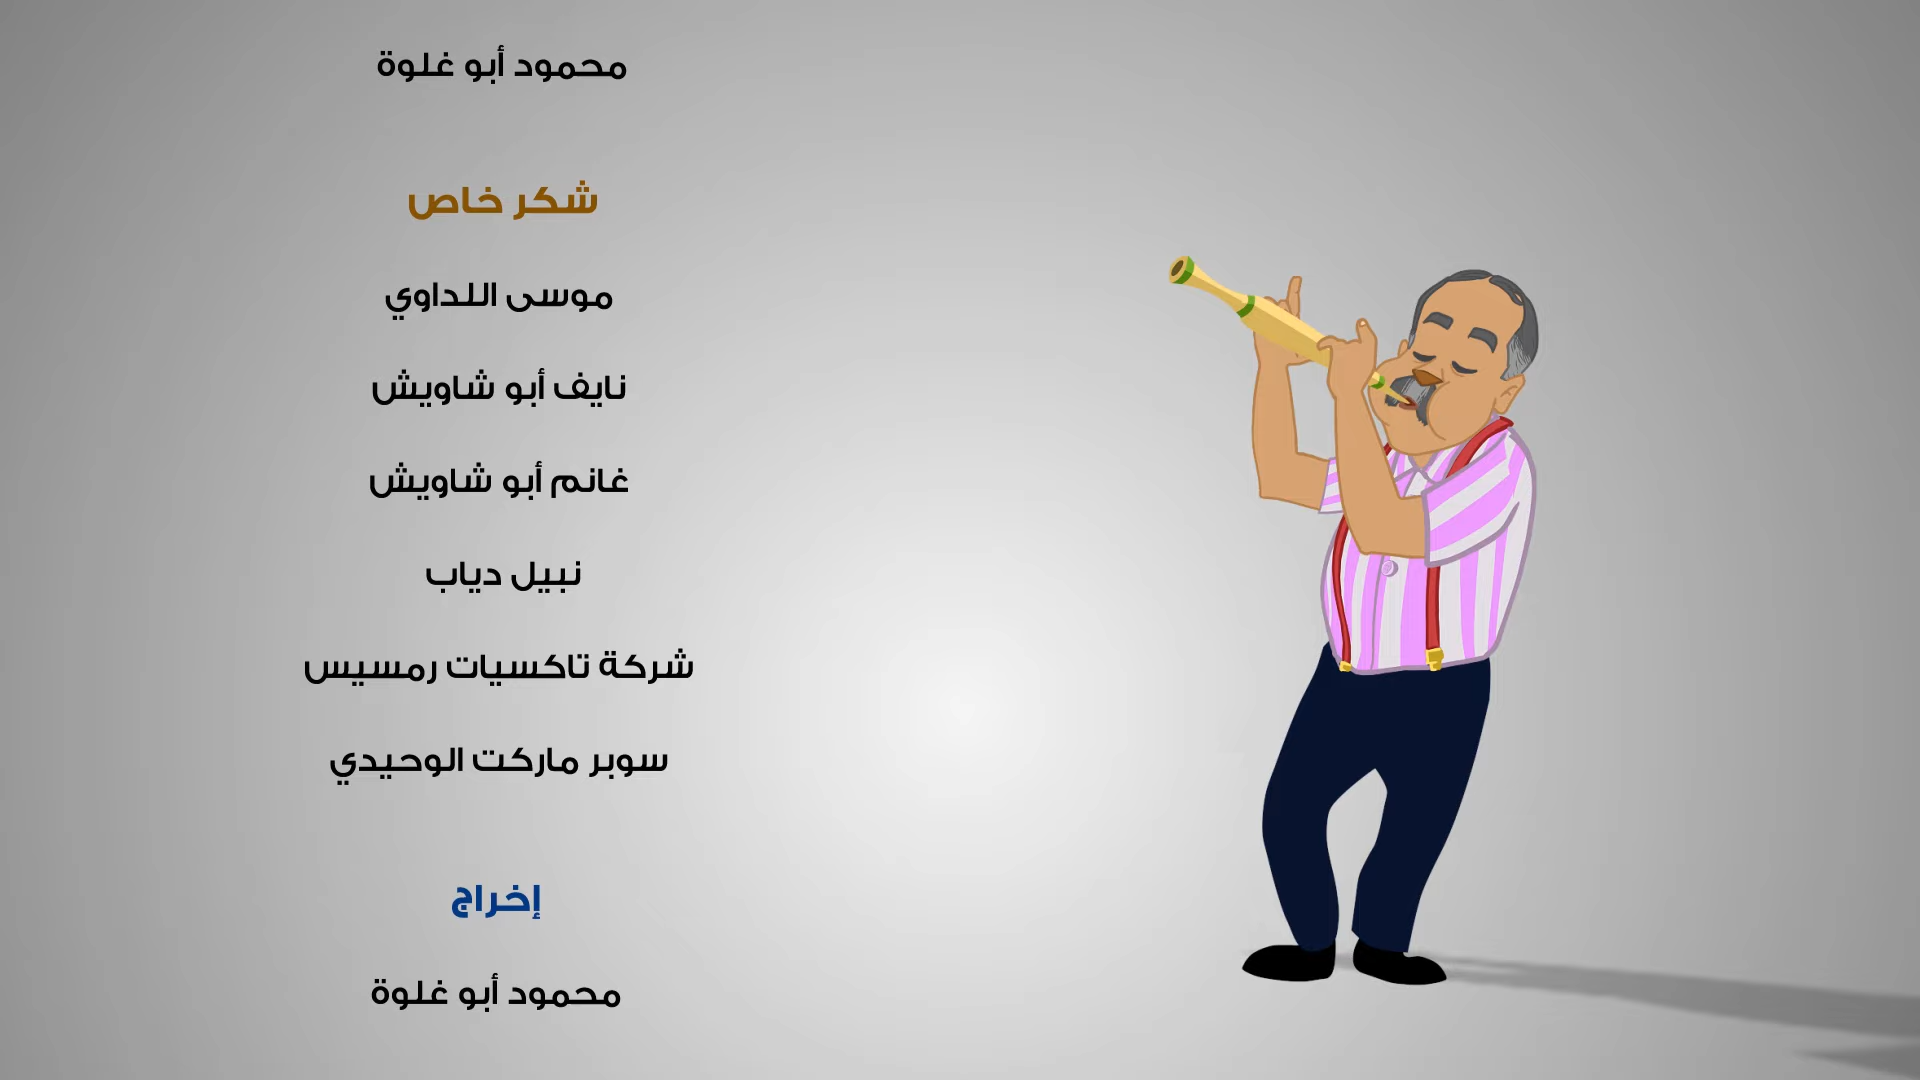 محمود أبو غلوة
شكر خاص
موسى اللداوي
نايف أبو شاويش
غانم أبو شاويش
نبيل دياب
شركة تاكسيات رمسيس
سوبر ماركت الوحيدي
إخراج
محمود أبو غلوة